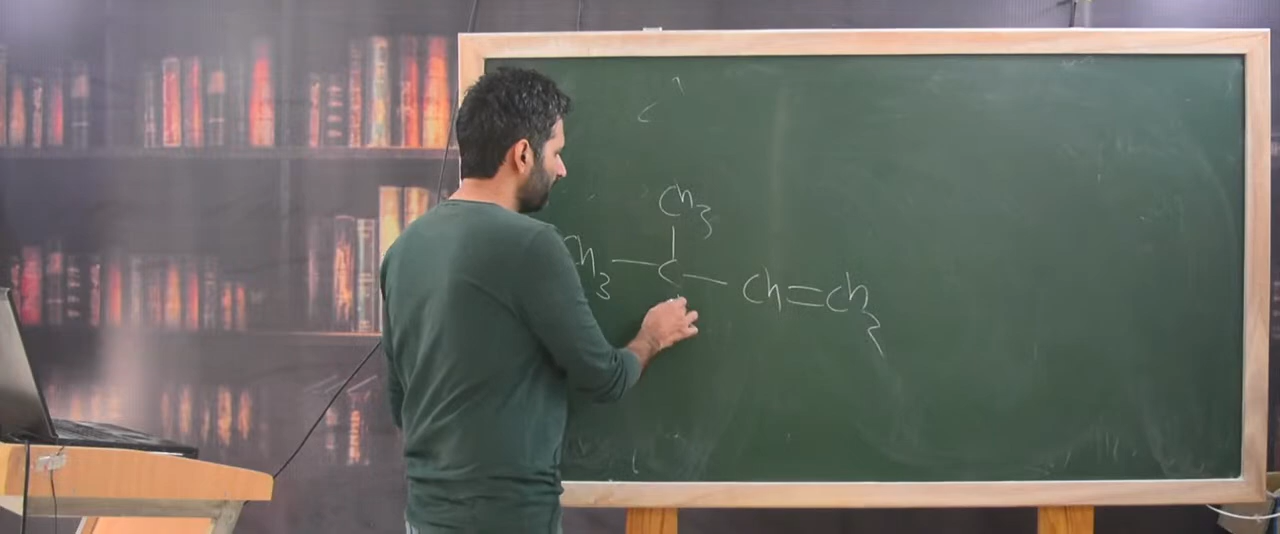 CH3
CH3 — C — CH = CH2